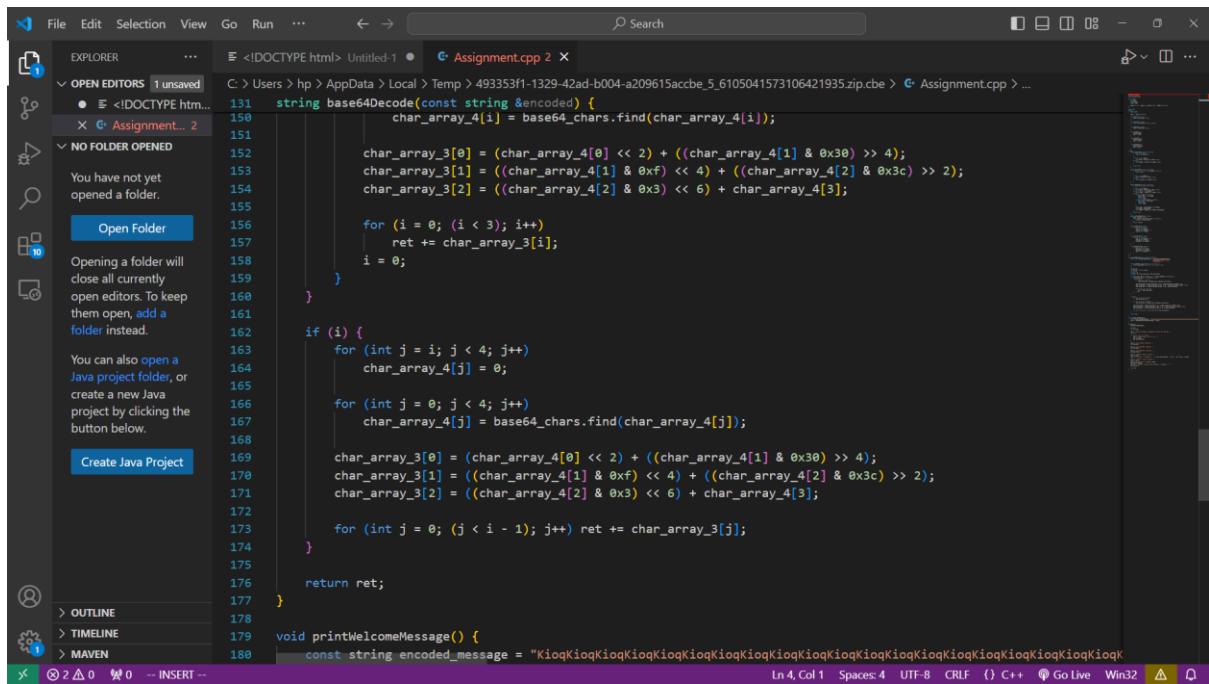 File Edit Selection View Go Run ··· ← → Search
EXPLORER ···
<!DOCTYPE html> Untitled-1 ● Assignment.cpp 2 ×
OPEN EDITORS 1 unsaved
● <!DOCTYPE htm...
× Assignment... 2
NO FOLDER OPENED
You have not yet
opened a folder.
Open Folder
Opening a folder will
close all currently
open editors. To keep
them open, add a
folder instead.
You can also open a
Java project folder, or
create a new Java
project by clicking the
button below.
Create Java Project
OUTLINE
TIMELINE
MAVEN
1
10
1
C: > Users > hp > AppData > Local > Temp > 493353f1-1329-42ad-b004-a209615accbe_5_6105041573106421935.zip.cbe > Assignment.cpp > ...
131 string base64Decode(const string &encoded) {
150 char_array_4[i] = base64_chars.find(char_array_4[i]);
151
152 char_array_3[0] = (char_array_4[0] << 2) + ((char_array_4[1] & 0x30) >> 4);
153 char_array_3[1] = ((char_array_4[1] & 0xf) << 4) + ((char_array_4[2] & 0x3c) >> 2);
154 char_array_3[2] = ((char_array_4[2] & 0x3) << 6) + char_array_4[3];
155
156 for (i = 0; (i < 3); i++)
157 ret += char_array_3[i];
158 i = 0;
159 }
160 }
161
162 if (i) {
163 for (int j = i; j < 4; j++)
164 char_array_4[j] = 0;
165
166 for (int j = 0; j < 4; j++)
167 char_array_4[j] = base64_chars.find(char_array_4[j]);
168
169 char_array_3[0] = (char_array_4[0] << 2) + ((char_array_4[1] & 0x30) >> 4);
170 char_array_3[1] = ((char_array_4[1] & 0xf) << 4) + ((char_array_4[2] & 0x3c) >> 2);
171 char_array_3[2] = ((char_array_4[2] & 0x3) << 6) + char_array_4[3];
172
173 for (int j = 0; (j < i - 1); j++) ret += char_array_3[j];
174 }
175
176 return ret;
177 }
178
179 void printWelcomeMessage() {
180 const string encoded_message = "KioqKioqKioqKioqKioqKioqKioqKioqKioqKioqKioqKioqKioqKioqKioqKioqK
2 0 0 -- INSERT -- Ln 4, Col 1 Spaces: 4 UTF-8 CRLF {} C++ Go Live Win32